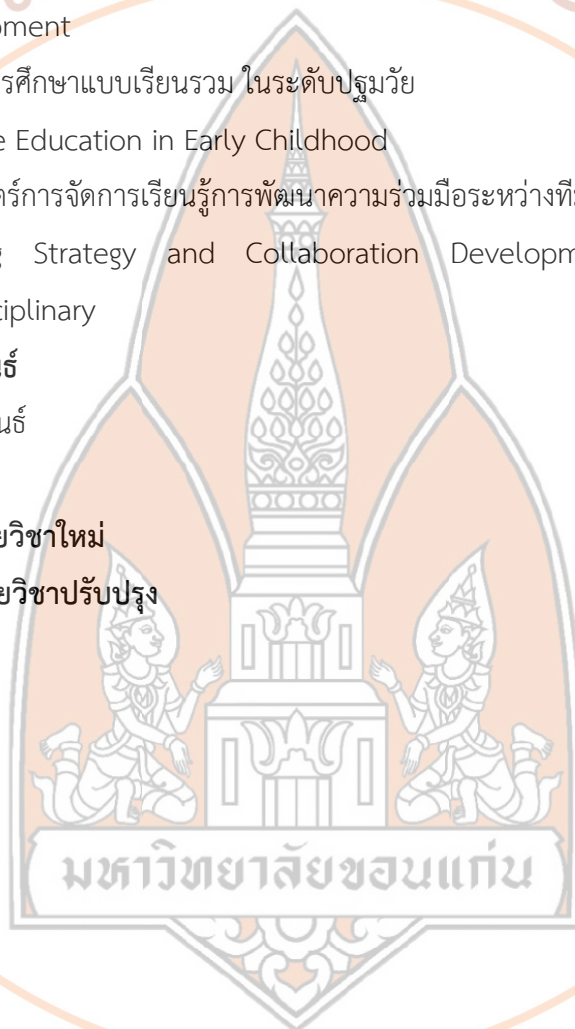 pment
รศึกษาแบบเรียนรวม ในระดับปฐมวัย
e Education in Early Childhood
ตร์การจัดการเรียนรู้การพัฒนาความร่วมมือระหว่างที
g Strategy and Collaboration Developm
iplinary
นธ์
นธ์
ยวิชาใหม่
ยวิชาปรับปรุง
มหาวิทยาลัยขอนแก่น